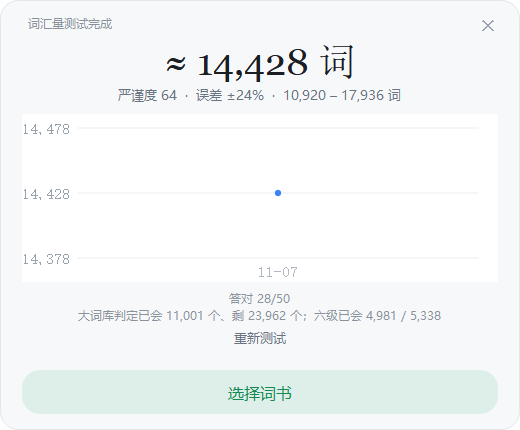 词汇量测试完成
≈ 14,428 词
严谨度 64 · 误差 ±24% · 10,920 – 17,936 词
14,478
14,428
14,378
11-07
答对 28/50
大词库判定已会 11,001 个、剩 23,962 个；六级已会 4,981 / 5,338
重新测试
选择词书